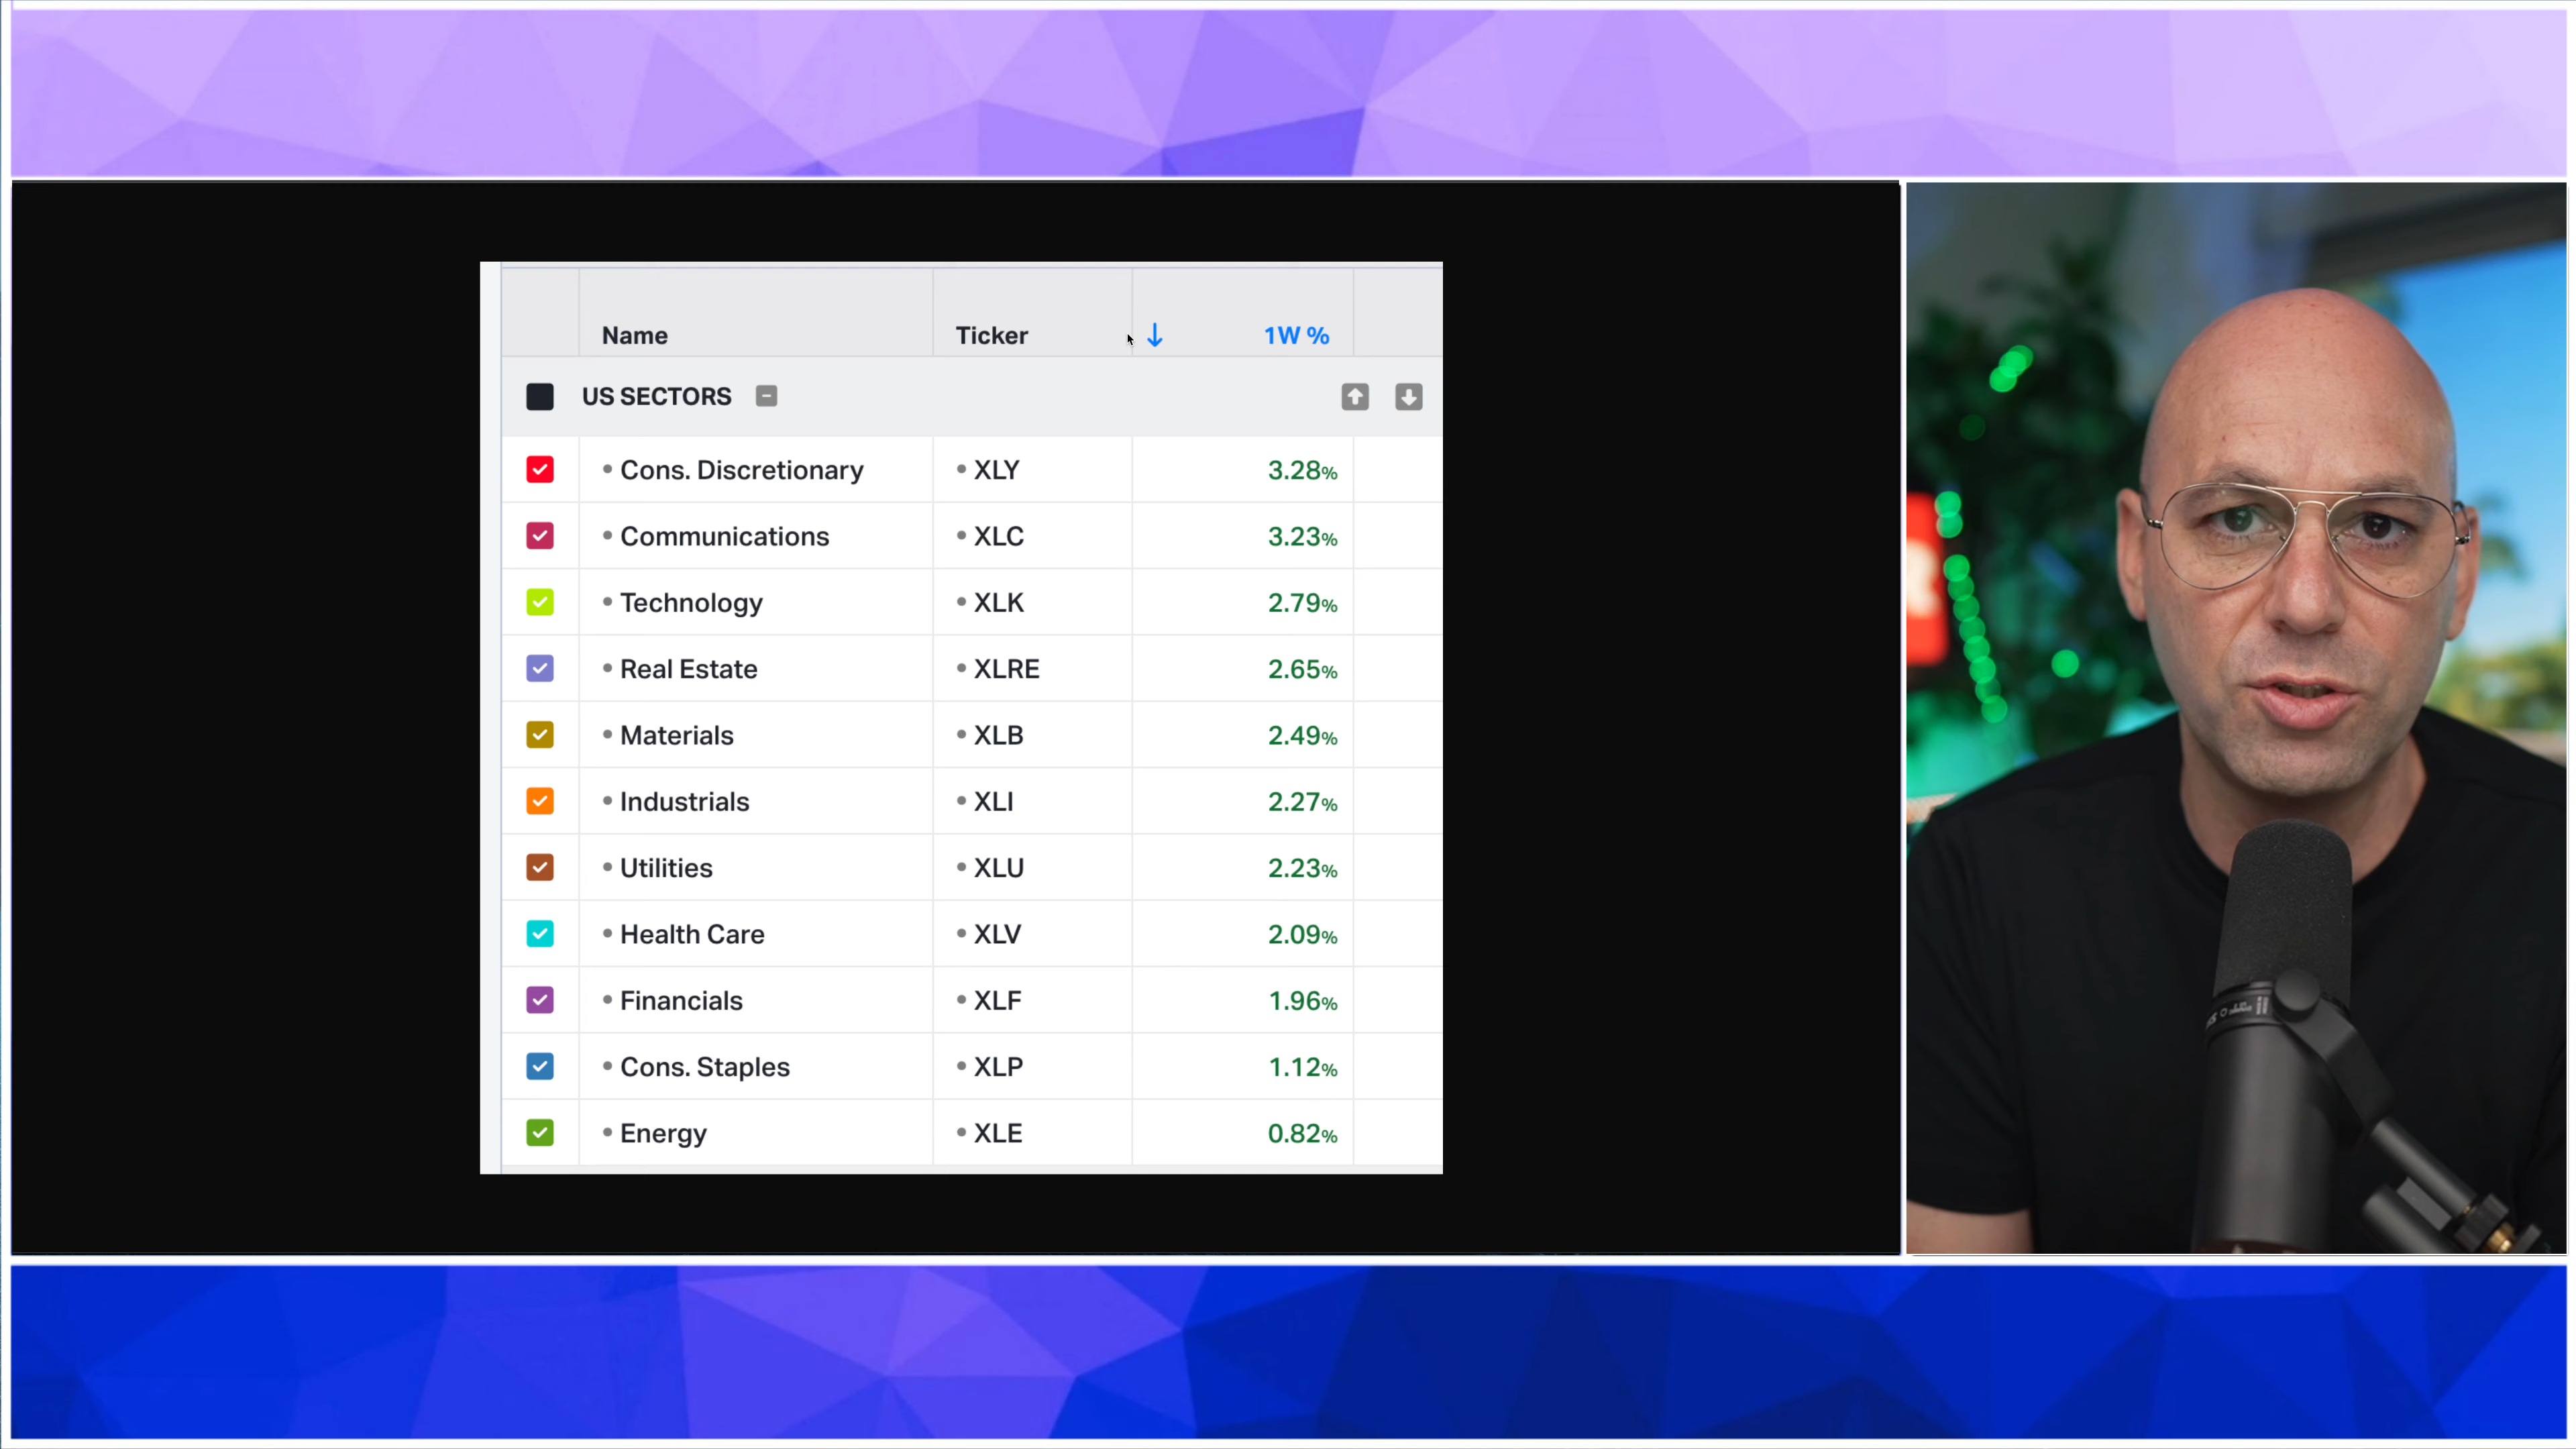 Name Ticker ↓ 1W %
US SECTORS
• Cons. Discretionary • XLY 3.28%
• Communications • XLC 3.23%
• Technology • XLK 2.79%
• Real Estate • XLRE 2.65%
• Materials • XLB 2.49%
• Industrials • XLI 2.27%
• Utilities • XLU 2.23%
• Health Care • XLV 2.09%
• Financials • XLF 1.96%
• Cons. Staples • XLP 1.12%
• Energy • XLE 0.82%